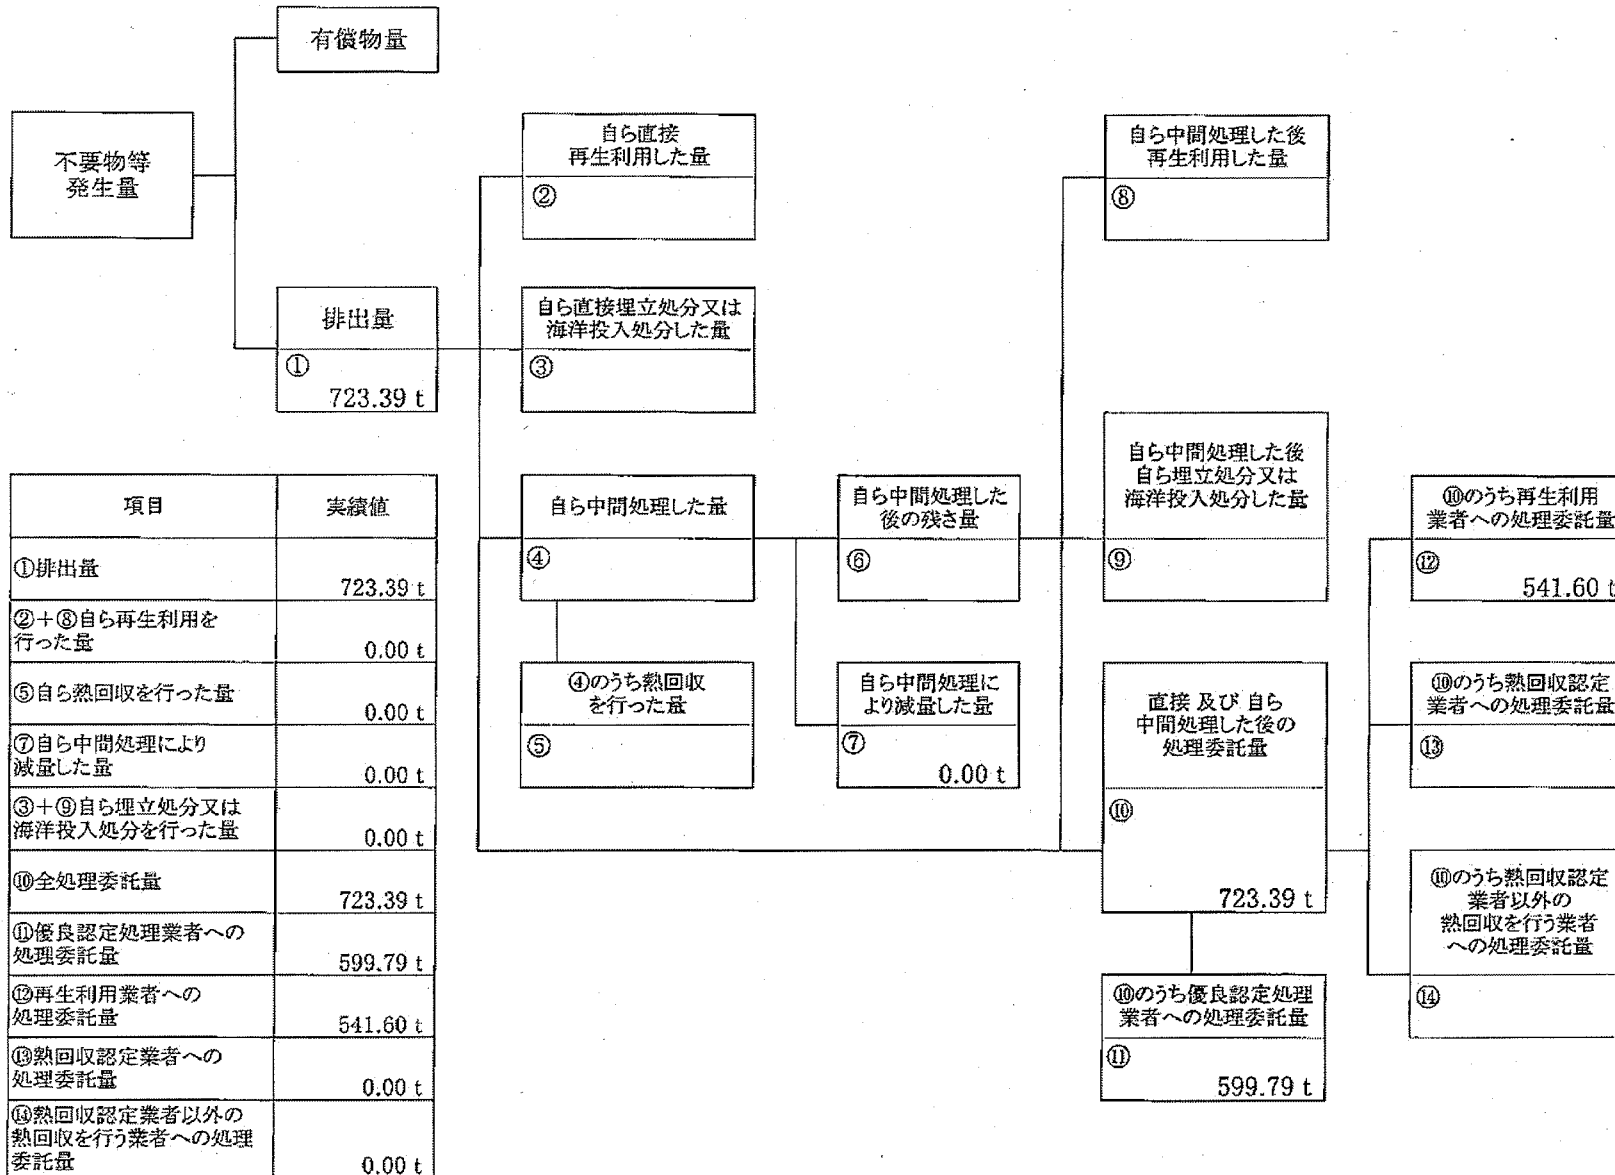 有償物量
不要物等
発生量
排出量
①
723.39 t
自ら直接
再生利用した量
②
自ら直接埋立処分又は
海洋投入処分した量
③
自ら中間処理した量
④
④のうち熱回収
を行った量
⑤
自ら中間処理した
後の残さ量
⑥
自ら中間処理に
より減量した量
⑦
0.00 t
自ら中間処理した後
再生利用した量
⑧
自ら中間処理した後
自ら埋立処分又は
海洋投入処分した量
⑨
直接 及び 自ら
中間処理した後の
処理委託量
⑩
723.39 t
⑩のうち優良認定処理
業者への処理委託量
⑪
599.79 t
⑩のうち再生利用
業者への処理委託量
⑫
541.60 t
⑩のうち熱回収認定
業者への処理委託量
⑬
⑩のうち熱回収認定
業者以外の
熱回収を行う業者
への処理委託量
⑭
項目 実績値
①排出量
723.39 t
②+⑧自ら再生利用を
行った量
0.00 t
⑤自ら熱回収を行った量
0.00 t
⑦自ら中間処理により
減量した量
0.00 t
③+⑨自ら埋立処分又は
海洋投入処分を行った量
0.00 t
⑩全処理委託量
723.39 t
⑪優良認定処理業者への
処理委託量
599.79 t
⑫再生利用業者への
処理委託量
541.60 t
⑬熱回収認定業者への
処理委託量
0.00 t
⑭熱回収認定業者以外の
熱回収を行う業者への処理
委託量
0.00 t